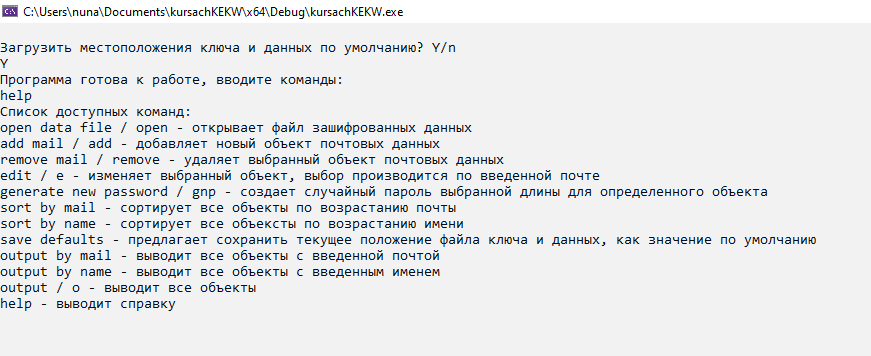 C:\Users\nuna\Documents\kursachKEKW\x64\Debug\kursachKEKW.exe
Загрузить местоположения ключа и данных по умолчанию? Y/n
Y
Программа готова к работе, вводите команды:
help
Список доступных команд:
open data file / open - открывает файл зашифрованных данных
add mail / add - добавляет новый объект почтовых данных
remove mail / remove - удаляет выбранный объект почтовых данных
edit / e - изменяет выбранный объект, выбор производится по введенной почте
generate new password / gnp - создает случайный пароль выбранной длины для определенного объекта
sort by mail - сортирует все объекты по возрастанию почты
sort by name - сортирует все объексты по возрастанию имени
save defaults - предлагает сохранить текущее положение файла ключа и данных, как значение по умолчанию
output by mail - выводит все объекты с введенной почтой
output by name - выводит все объекты с введенным именем
output / o - выводит все объекты
help - выводит справку